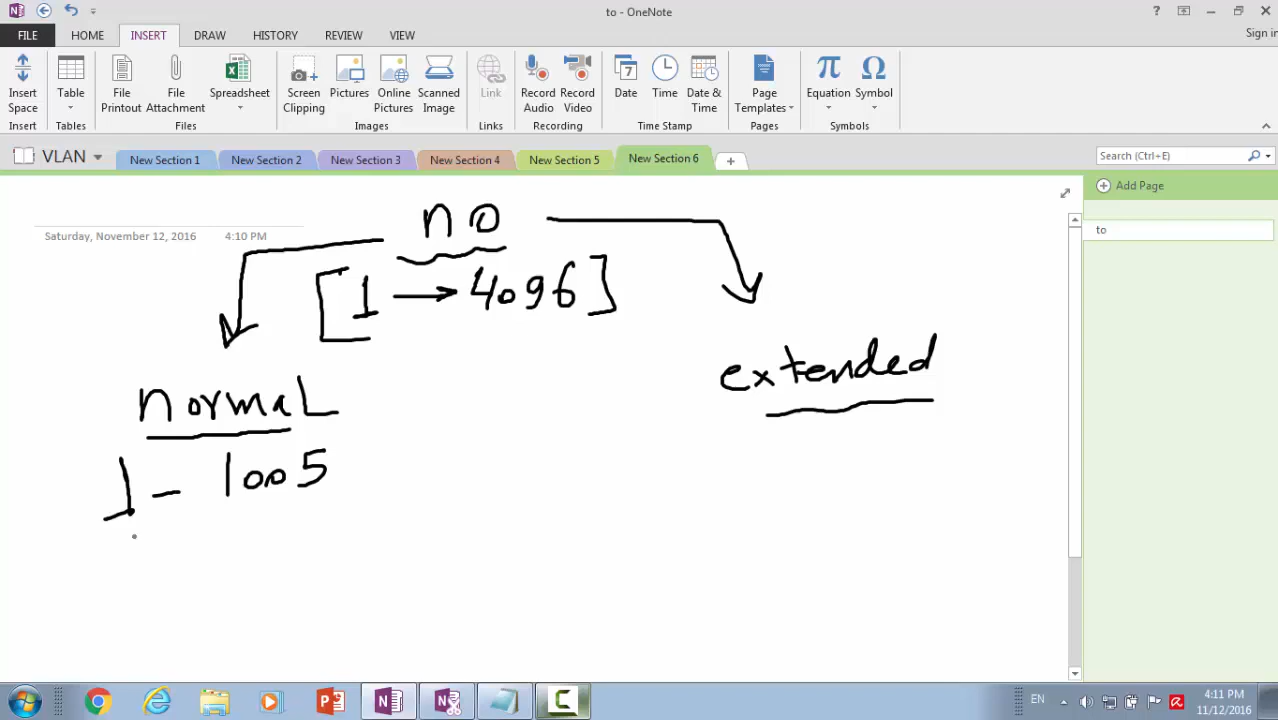 to - OneNote
? Sign in
FILE HOME INSERT DRAW HISTORY REVIEW VIEW
Insert Space Table File Printout File Attachment Spreadsheet Screen Clipping Pictures Online Pictures Scanned Image Link Record Audio Record Video Date Time Date & Time Page Templates Equation Symbol
Insert Tables Files Images Links Recording Time Stamp Pages Symbols
VLAN New Section 1 New Section 2 New Section 3 New Section 4 New Section 5 New Section 6 + Search (Ctrl+E)
Add Page
to
Saturday, November 12, 2016 4:10 PM
no
[1 → 4096]
normaL
extended
1 - 1005
EN 4:11 PM
11/12/2016